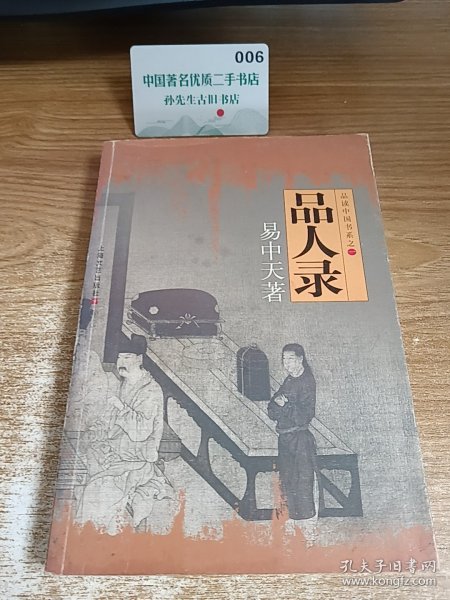 006
中国著名优质二手书店
孙先生古旧书店
品读中国书系之一
品人录
易中天著
上海文艺出版社
孔夫子旧书网
www.kongfz.com